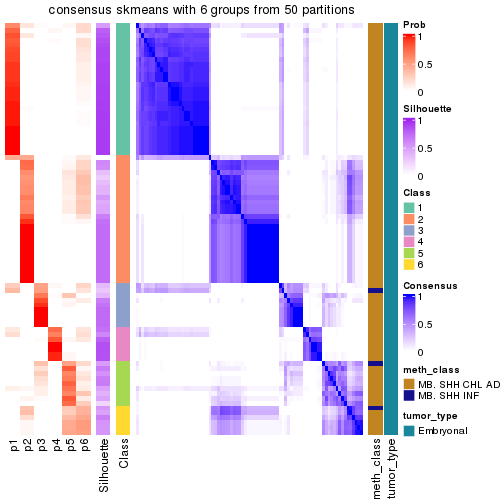 consensus skmeans with 6 groups from 50 partitions
Prob
1
0.5
0
Silhouette
1
0.5
0
Class
1
2
3
4
5
6
Consensus
1
0.5
0
meth_class
MB. SHH CHL AD
MB. SHH INF
tumor_type
Embryonal
p1
p2
p3
p4
p5
p6
Silhouette
Class
meth_class
tumor_type